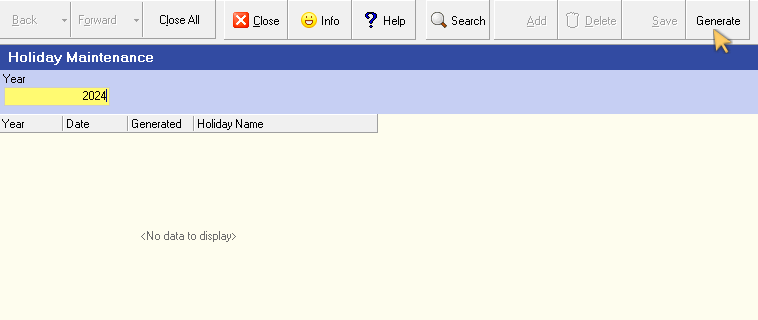 Back Forward Close All Close Info Help Search Add Delete Save Generate
Holiday Maintenance
Year
2024
Year Date Generated Holiday Name
<No data to display>